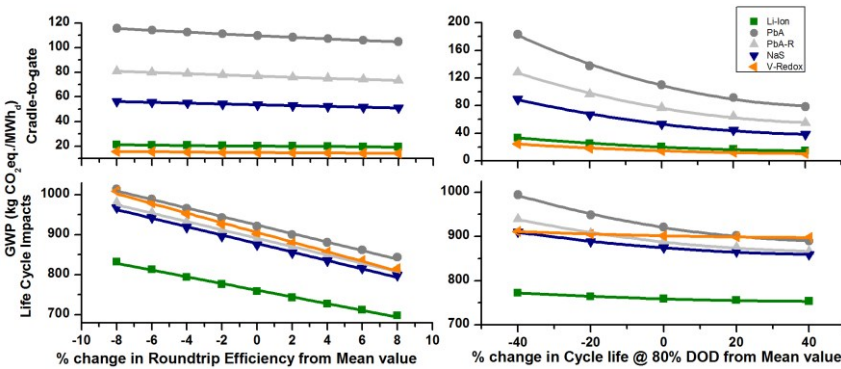 GWP (kg CO2eq./MWhd)
Cradle-to-gate
Life Cycle Impacts
120
100
80
60
40
20
200
160
120
80
40
0
Li-Ion
PbA
PbA-R
NaS
V-Redox
1000
900
800
700
1000
900
800
700
-10 -8 -6 -4 -2 0 2 4 6 8 10
-40 -20 0 20 40
% change in Roundtrip Efficiency from Mean value
% change in Cycle life @ 80% DOD from Mean value